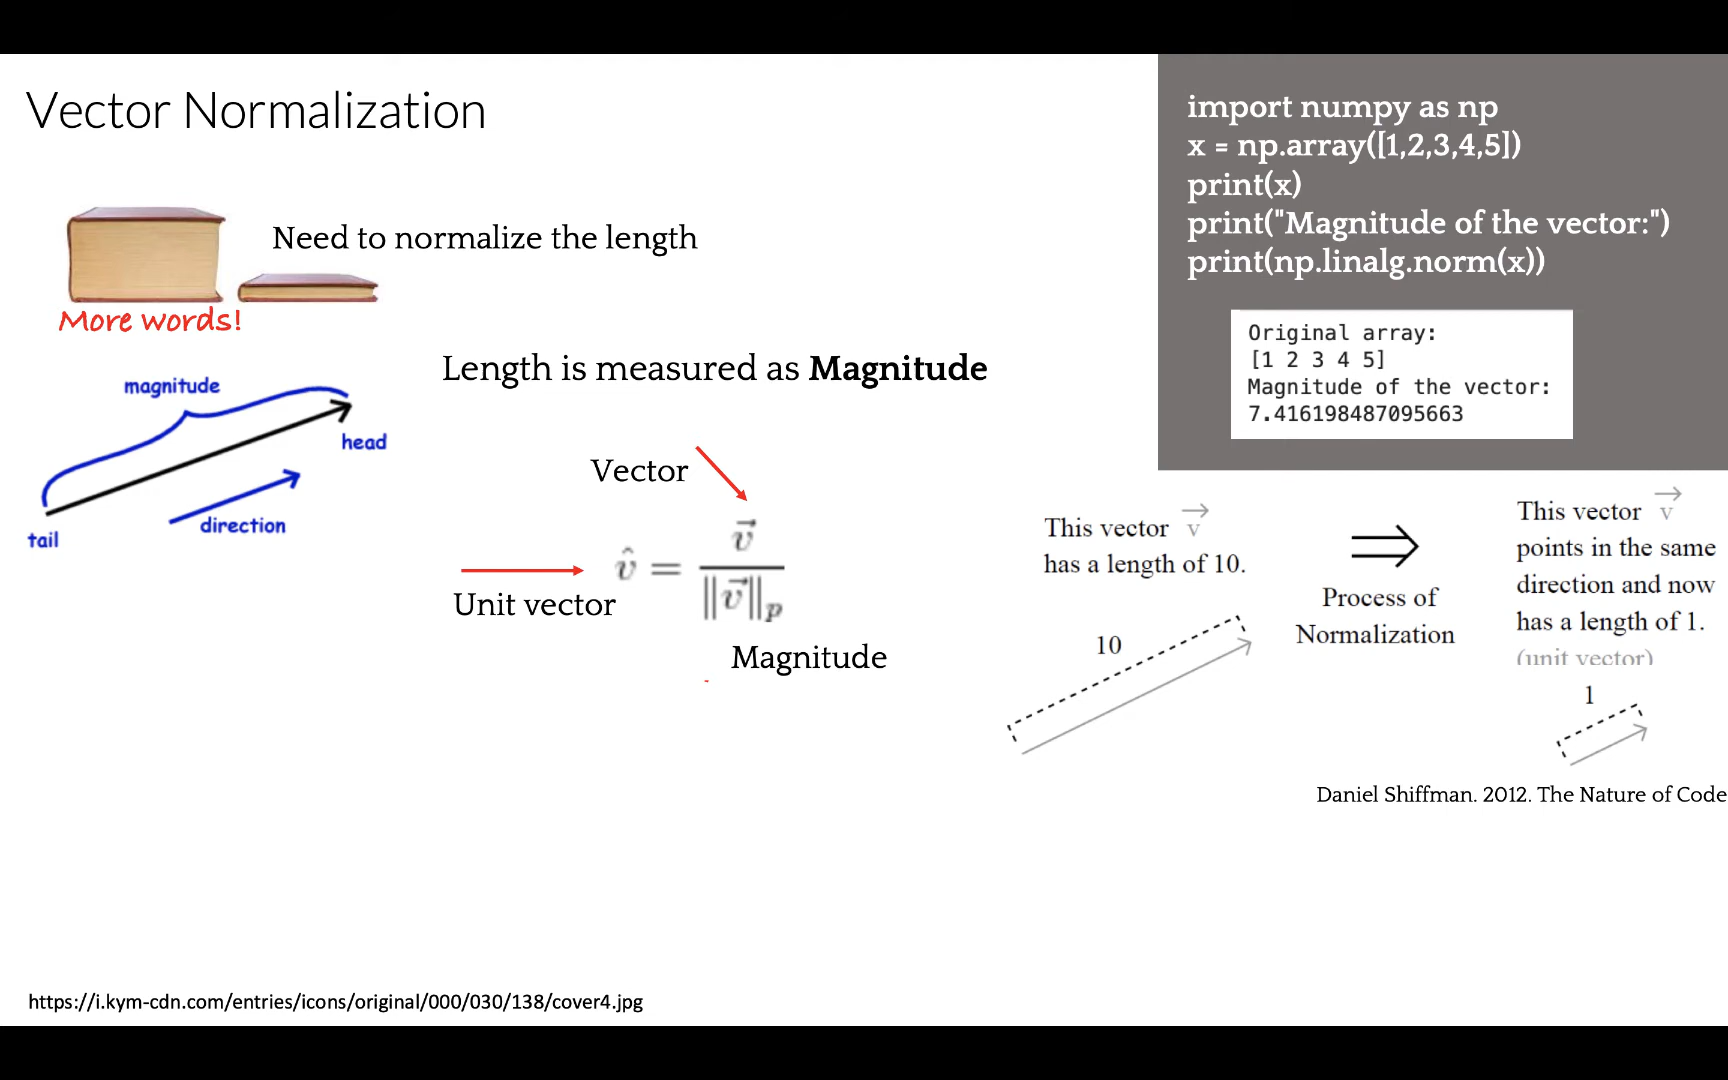 Vector Normalization
Need to normalize the length
More words!
Length is measured as Magnitude
magnitude
head
tail
direction
Vector
Unit vector
v̂ = v⃗ / ‖v⃗‖p
Magnitude
import numpy as np
x = np.array([1,2,3,4,5])
print(x)
print("Magnitude of the vector:")
print(np.linalg.norm(x))
Original array:
[1 2 3 4 5]
Magnitude of the vector:
7.416198487095663
This vector v⃗
has a length of 10.
10
Process of
Normalization
This vector v⃗
points in the same
direction and now
has a length of 1.
(unit vector)
1
Daniel Shiffman. 2012. The Nature of Code
https://i.kym-cdn.com/entries/icons/original/000/030/138/cover4.jpg